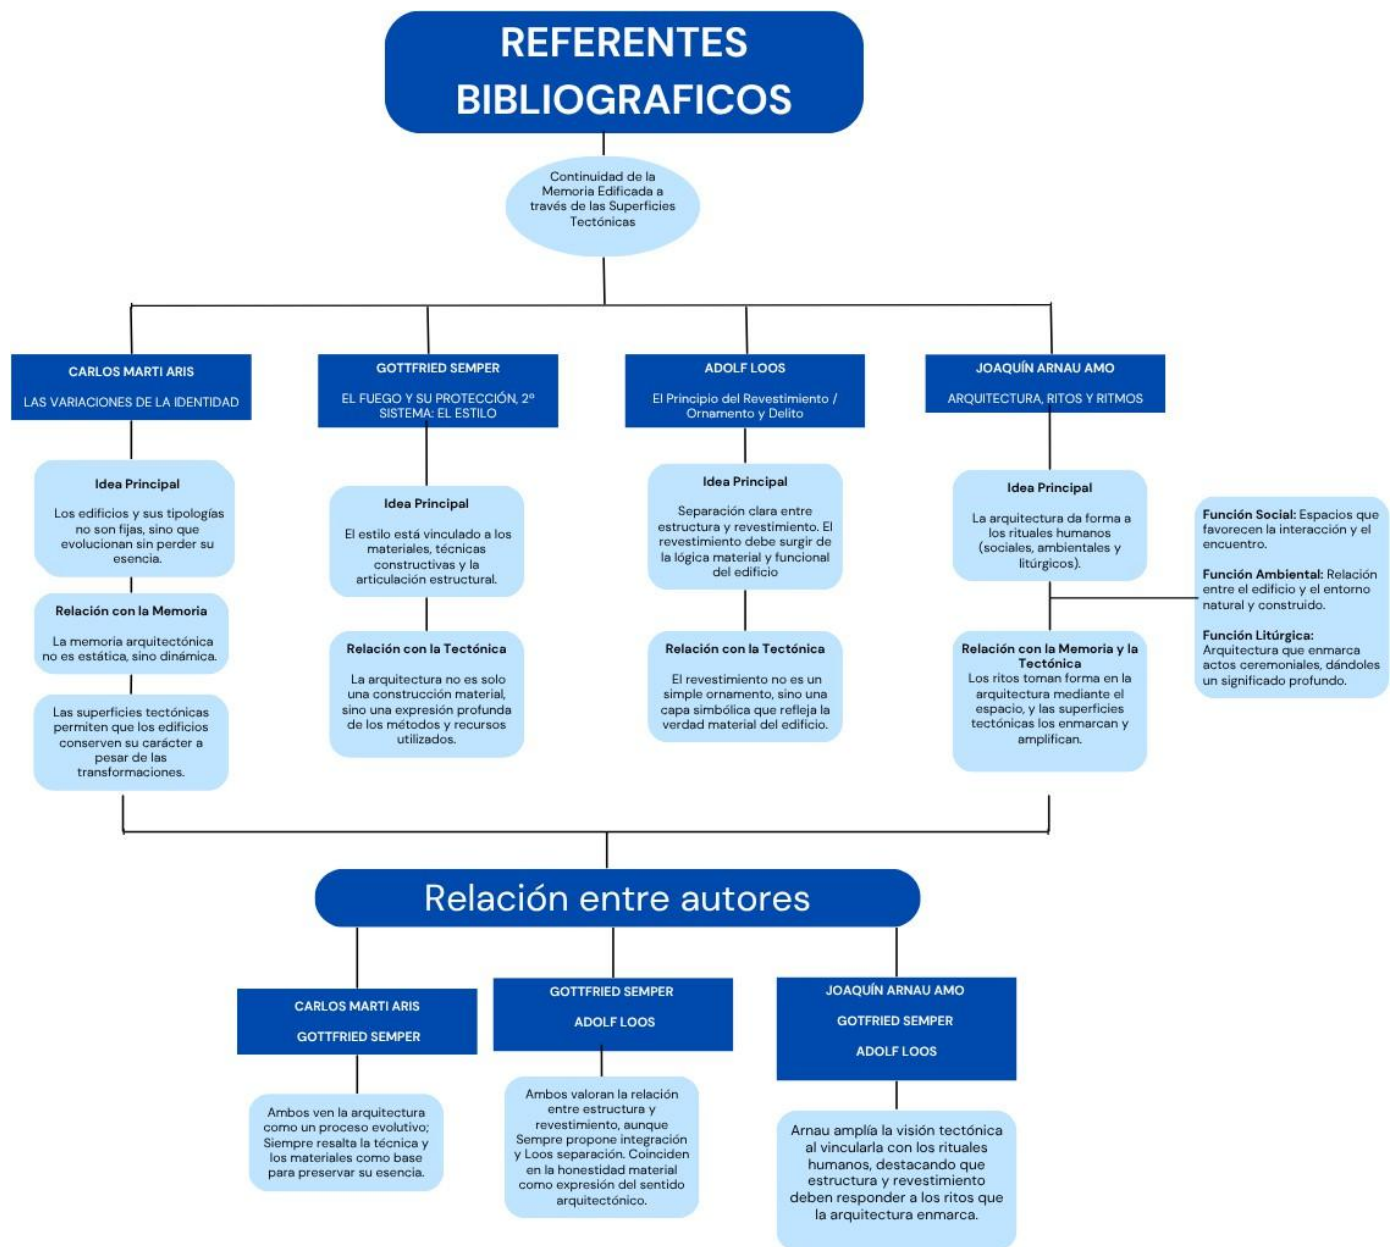 REFERENTES
BIBLIOGRAFICOS
Continuidad de la
Memoria Edificada a
través de las Superficies
Tectónicas
CARLOS MARTI ARIS
LAS VARIACIONES DE LA IDENTIDAD
Idea Principal
Los edificios y sus tipologías
no son fijas, sino que
evolucionan sin perder su
esencia.
Relación con la Memoria
La memoria arquitectónica
no es estática, sino dinámica.
Las superficies tectónicas
permiten que los edificios
conserven su carácter a
pesar de las
transformaciones.
GOTTFRIED SEMPER
EL FUEGO Y SU PROTECCIÓN, 2º
SISTEMA: EL ESTILO
Idea Principal
El estilo está vinculado a los
materiales, técnicas
constructivas y la
articulación estructural.
Relación con la Tectónica
La arquitectura no es solo
una construcción material,
sino una expresión profunda
de los métodos y recursos
utilizados.
ADOLF LOOS
El Principio del Revestimiento /
Ornamento y Delito
Idea Principal
Separación clara entre
estructura y revestimiento. El
revestimiento debe surgir de
la lógica material y funcional
del edificio
Relación con la Tectónica
El revestimiento no es un
simple ornamento, sino una
capa simbólica que refleja la
verdad material del edificio.
JOAQUÍN ARNAU AMO
ARQUITECTURA, RITOS Y RITMOS
Idea Principal
La arquitectura da forma a
los rituales humanos
(sociales, ambientales y
litúrgicos).
Función Social: Espacios que
favorecen la interacción y el
encuentro.
Función Ambiental: Relación
entre el edificio y el entorno
natural y construido.
Función Litúrgica:
Arquitectura que enmarca
actos ceremoniales, dándoles
un significado profundo.
Relación con la Memoria y la
Tectónica
Los ritos toman forma en la
arquitectura mediante el
espacio, y las superficies
tectónicas los enmarcan y
amplifican.
Relación entre autores
CARLOS MARTI ARIS
GOTTFRIED SEMPER
Ambos ven la arquitectura
como un proceso evolutivo;
Siempre resalta la técnica y
los materiales como base
para preservar su esencia.
GOTTFRIED SEMPER
ADOLF LOOS
Ambos valoran la relación
entre estructura y
revestimiento, aunque
Sempre propone integración
y Loos separación. Coinciden
en la honestidad material
como expresión del sentido
arquitectónico.
JOAQUÍN ARNAU AMO
GOTFRIED SEMPER
ADOLF LOOS
Arnau amplía la visión tectónica
al vincularla con los rituales
humanos, destacando que
estructura y revestimiento
deben responder a los ritos que
la arquitectura enmarca.